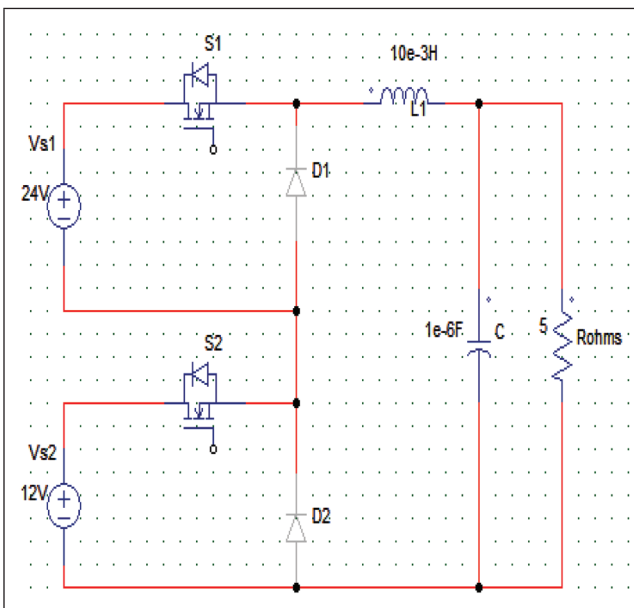 S1
10e-3H
L1
Vs1
24V
D1
S2
1e-6F
C
5
Rohms
Vs2
12V
D2